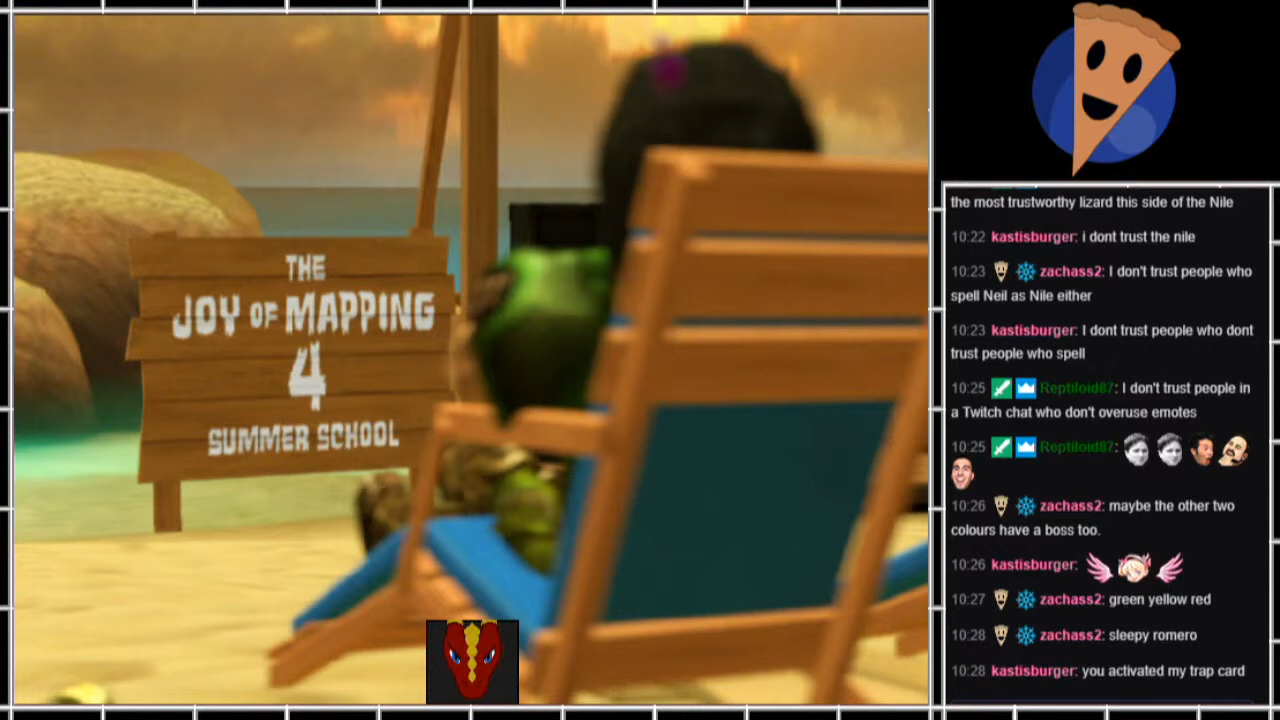 THE
JOY OF MAPPING
4
SUMMER SCHOOL
the most trustworthy lizard this side of the Nile
10:22 kastisburger: i dont trust the nile
10:23 zachass2: I don't trust people who
spell Neil as Nile either
10:23 kastisburger: I dont trust people who dont
trust people who spell
10:25 Reptiloid87: I don't trust people in
a Twitch chat who don't overuse emotes
10:25 Reptiloid87:
10:26 zachass2: maybe the other two
colours have a boss too.
10:26 kastisburger:
10:27 zachass2: green yellow red
10:28 zachass2: sleepy romero
10:28 kastisburger: you activated my trap card